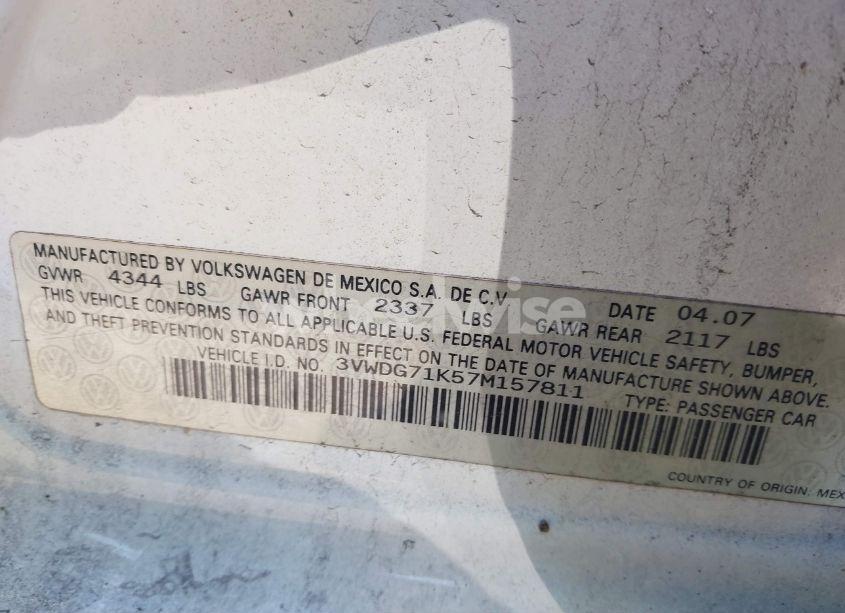 MANUFACTURED BY VOLKSWAGEN DE MEXICO S.A. DE C.V. DATE 04.07
GVWR 4344 LBS GAWR FRONT 2337 LBS GAWR REAR 2117 LBS
THIS VEHICLE CONFORMS TO ALL APPLICABLE U.S. FEDERAL MOTOR VEHICLE SAFETY, BUMPER,
AND THEFT PREVENTION STANDARDS IN EFFECT ON THE DATE OF MANUFACTURE SHOWN ABOVE.
VEHICLE I.D. NO. 3VWDG71K57M157811 TYPE: PASSENGER CAR
COUNTRY OF ORIGIN: MEX